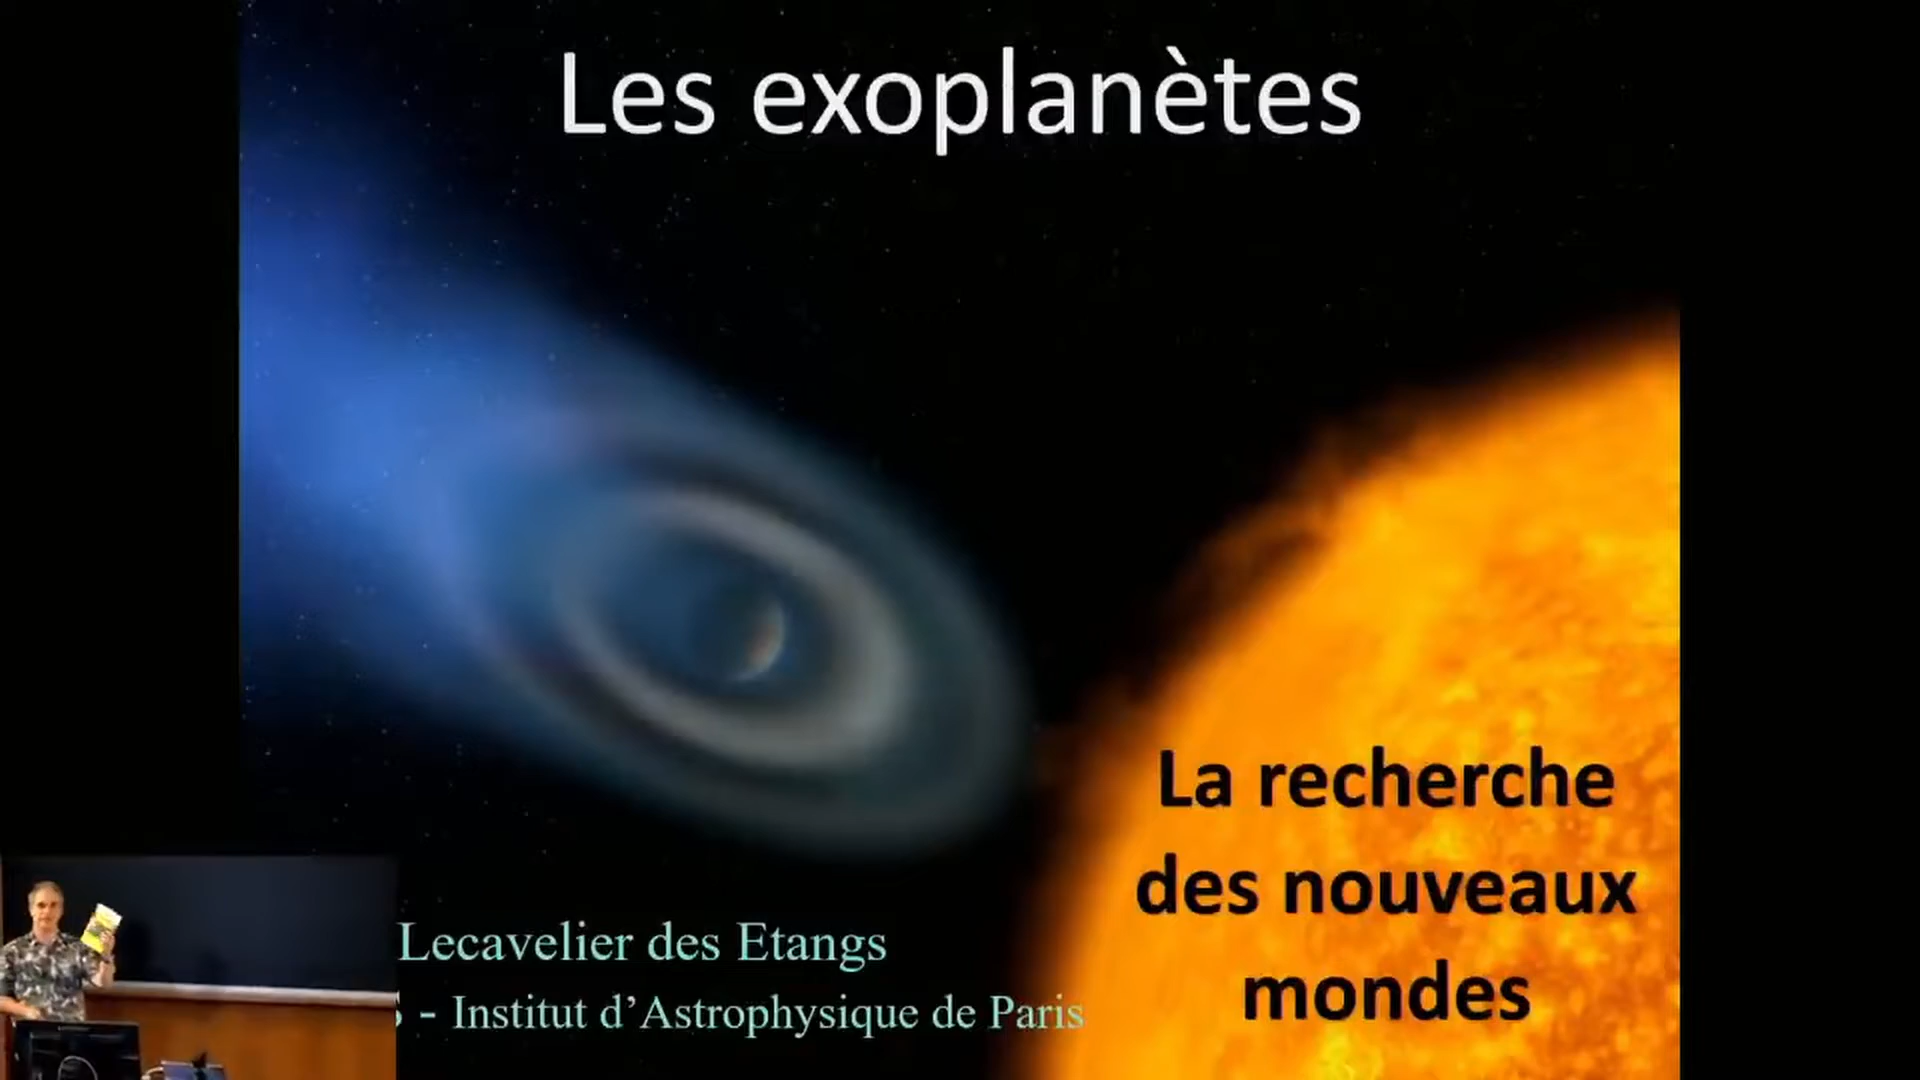 Les exoplanètes
La recherche
des nouveaux
mondes
Lecavelier des Etangs
- Institut d’Astrophysique de Paris